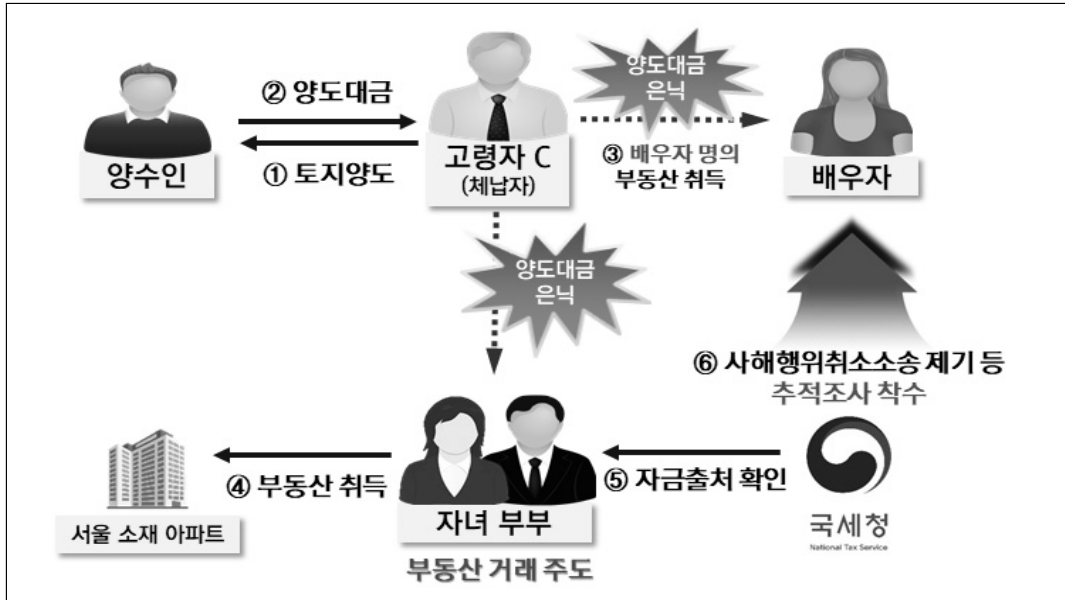 양도대금
은닉
② 양도대금
① 토지양도
양수인
고령자 C
(체납자)
③ 배우자 명의
부동산 취득
배우자
양도대금
은닉
⑥ 사해행위취소소송 제기 등
추적조사 착수
④ 부동산 취득
⑤ 자금출처 확인
서울 소재 아파트
자녀 부부
부동산 거래 주도
국세청
National Tax Service